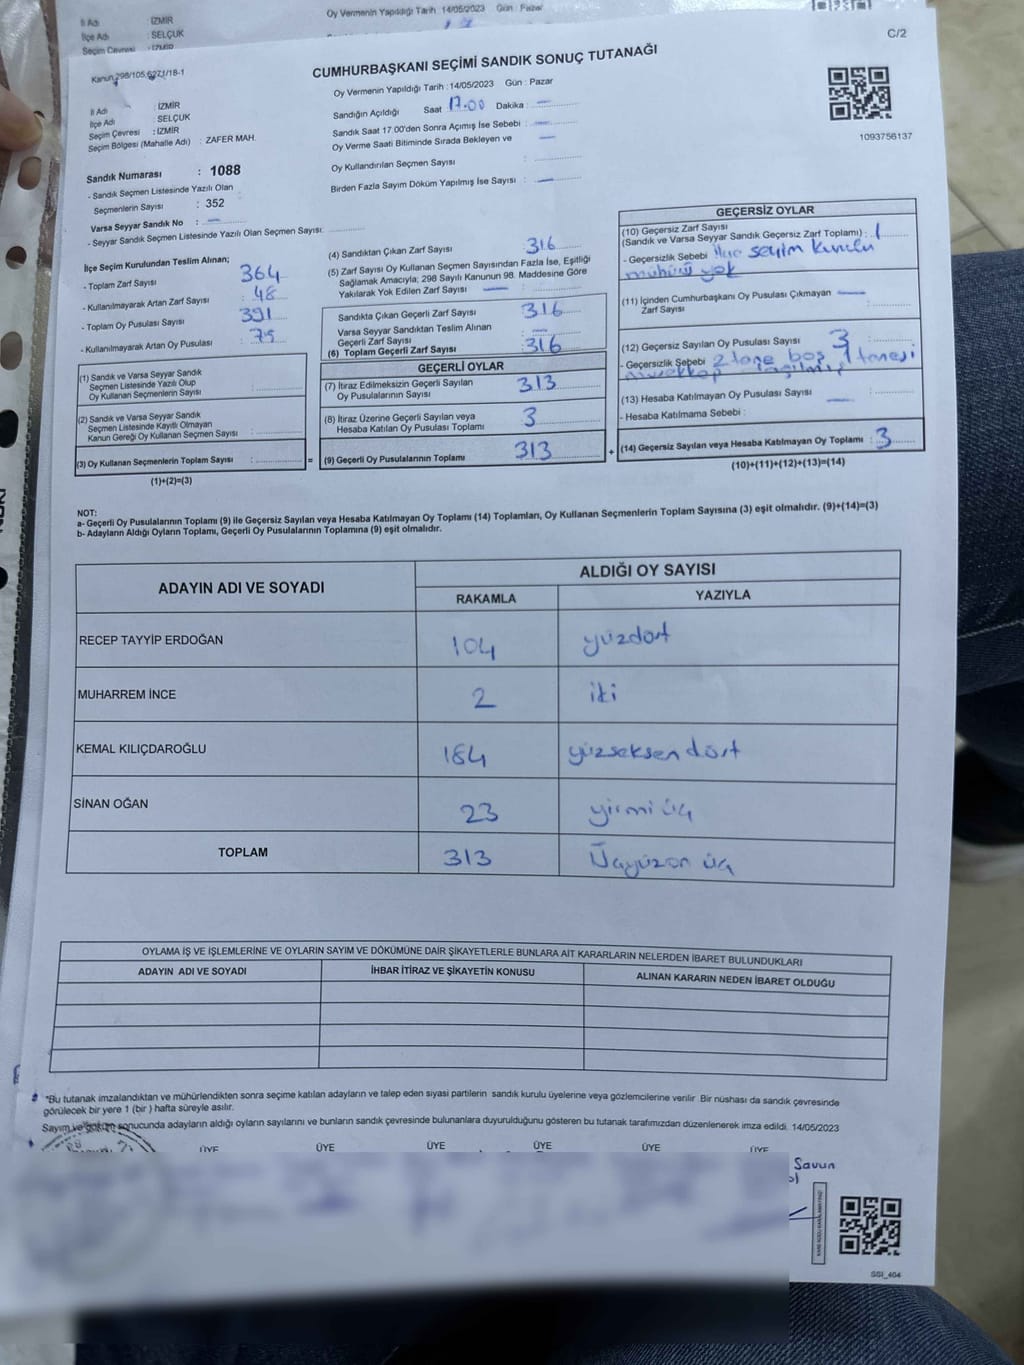 Oy Vermenin Yapıldığı Tarih 14/05/2023 Gün : Pazar
İl Adı : İZMİR
İlçe Adı : SELÇUK
Seçim Çevresi : İZMİR
C/2
Kanun 298/105,6271/18-1
CUMHURBAŞKANI SEÇİMİ SANDIK SONUÇ TUTANAĞI
Oy Vermenin Yapıldığı Tarih : 14/05/2023 Gün : Pazar
Sandığın Açıldığı Saat : 17.00 Dakika : —
Sandık Saat 17.00'den Sonra Açımış İse Sebebi : —
Oy Verme Saati Bitiminde Sırada Bekleyen ve —
Oy Kullandırılan Seçmen Sayısı :
Birden Fazla Sayım Döküm Yapılmış İse Sayısı : —
1093756137
İl Adı : İZMİR
İlçe Adı : SELÇUK
Seçim Çevresi : İZMİR
Seçim Bölgesi (Mahalle Adı) : ZAFER MAH.
Sandık Numarası : 1088
- Sandık Seçmen Listesinde Yazılı Olan
Seçmenlerin Sayısı : 352
Varsa Seyyar Sandık No : —
- Seyyar Sandık Seçmen Listesinde Yazılı Olan Seçmen Sayısı:
İlçe Seçim Kurulundan Teslim Alınan;
- Toplam Zarf Sayısı : 364
- Kullanılmayarak Artan Zarf Sayısı : 48
- Toplam Oy Pusulası Sayısı : 391
- Kullanılmayarak Artan Oy Pusulası : 75
(1) Sandık ve Varsa Seyyar Sandık
Seçmen Listesinde Yazılı Olup
Oy Kullanan Seçmenlerin Sayısı :
(2) Sandık ve Varsa Seyyar Sandık
Seçmen Listesinde Kayıtlı Olmayan
Kanun Gereği Oy Kullanan Seçmen Sayısı :
(3) Oy Kullanan Seçmenlerin Toplam Sayısı : =
(1)+(2)=(3)
(4) Sandıktan Çıkan Zarf Sayısı : 316
(5) Zarf Sayısı Oy Kullanan Seçmen Sayısından Fazla İse, Eşitliği
Sağlamak Amacıyla; 298 Sayılı Kanunun 98. Maddesine Göre
Yakılarak Yok Edilen Zarf Sayısı —
Sandıkta Çıkan Geçerli Zarf Sayısı : 316
Varsa Seyyar Sandıktan Teslim Alınan
Geçerli Zarf Sayısı : —
(6) Toplam Geçerli Zarf Sayısı : 316
GEÇERLİ OYLAR
(7) İtiraz Edilmeksizin Geçerli Sayılan
Oy Pusulasının Sayısı : 313
(8) İtiraz Üzerine Geçerli Sayılan veya
Hesaba Katılan Oy Pusulası Toplamı : 3
(9) Geçerli Oy Pusulalarının Toplamı : 313 +
GEÇERSİZ OYLAR
(10) Geçersiz Zarf Sayısı
(Sandık ve Varsa Seyyar Sandık Geçersiz Zarf Toplamı) : 1
- Geçersizlik Sebebi ilçe seçim kurulu
mühürü yok
(11) İçinden Cumhurbaşkanı Oy Pusulası Çıkmayan —
Zarf Sayısı :
(12) Geçersiz Sayılan Oy Pusulası Sayısı : 3
- Geçersizlik Sebebi 2 tane boş 1 tanesi
mürekkep
(13) Hesaba Katılmayan Oy Pusulası Sayısı : —
- Hesaba Katılmama Sebebi :
(14) Geçersiz Sayılan veya Hesaba Katılmayan Oy Toplamı : 3
(10)+(11)+(12)+(13)=(14)
NOT:
a- Geçerli Oy Pusulalarının Toplamı (9) ile Geçersiz Sayılan veya Hesaba Katılmayan Oy Toplamı (14) Toplamları, Oy Kullanan Seçmenlerin Toplam Sayısına (3) eşit olmalıdır. (9)+(14)=(3)
b- Adayların Aldığı Oyların Toplamı, Geçerli Oy Pusulalarının Toplamına (9) eşit olmalıdır.
ADAYIN ADI VE SOYADI
ALDIĞI OY SAYISI
RAKAMLA YAZIYLA
RECEP TAYYİP ERDOĞAN 104 yüzdört
MUHARREM İNCE 2 iki
KEMAL KILIÇDAROĞLU 184 yüzseksen dört
SİNAN OĞAN 23 yirmi üç
TOPLAM 313 Üçyüzon üç
OYLAMA İŞ VE İŞLEMLERİNE VE OYLARIN SAYIM VE DÖKÜMÜNE DAİR ŞİKAYETLERLE BUNLARA AİT KARARLARIN NELERDEN İBARET BULUNDUKLARI
ADAYIN ADI VE SOYADI İHBAR İTİRAZ VE ŞİKAYETİN KONUSU ALINAN KARARIN NEDEN İBARET OLDUĞU
*Bu tutanak imzalandıktan ve mühürlendikten sonra seçime katılan adayların ve talep eden siyasi partilerin sandık kurulu üyelerine veya gözlemcilerine verilir. Bir nüshası da sandık çevresinde
görülecek bir yere 1 (bir ) hafta süreyle asılır.
Sayım ve döküm sonucunda adayların aldığı oyların sayılarını ve bunların sandık çevresinde bulunanlara duyurulduğunu gösteren bu tutanak tarafımızdan düzenlenerek imza edildi. 14/05/2023
ÜYE ÜYE ÜYE ÜYE ÜYE ÜYE
Savun
SSI_404